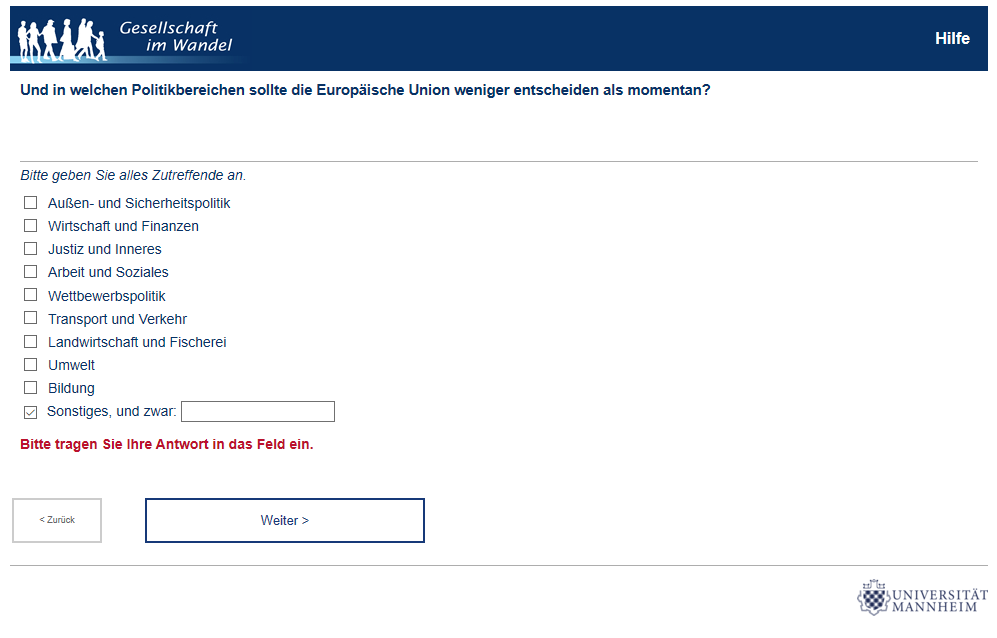 Gesellschaft
im Wandel
Hilfe
Und in welchen Politikbereichen sollte die Europäische Union weniger entscheiden als momentan?
Bitte geben Sie alles Zutreffende an.
Außen- und Sicherheitspolitik
Wirtschaft und Finanzen
Justiz und Inneres
Arbeit und Soziales
Wettbewerbspolitik
Transport und Verkehr
Landwirtschaft und Fischerei
Umwelt
Bildung
Sonstiges, und zwar:
Bitte tragen Sie Ihre Antwort in das Feld ein.
< Zurück
Weiter >
UNIVERSITÄT
MANNHEIM